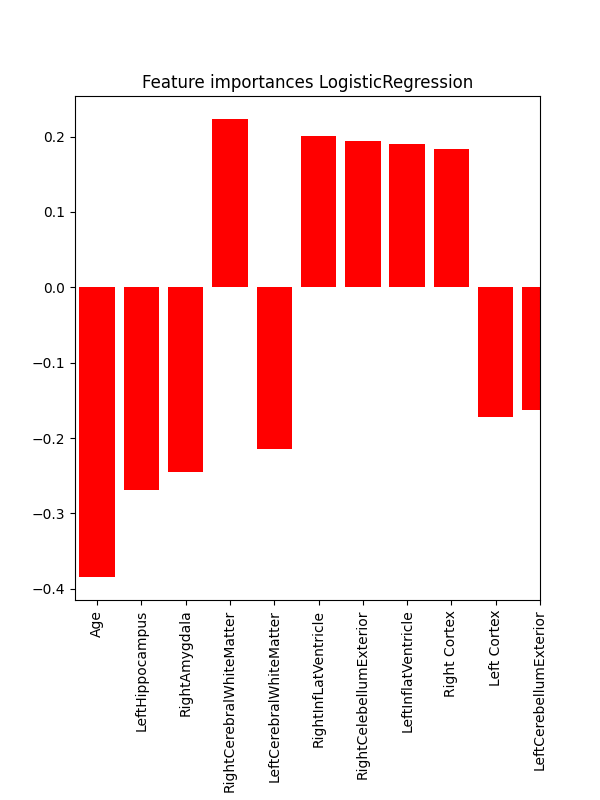 Feature importances LogisticRegression
0.2
0.1
0.0
−0.1
−0.2
−0.3
−0.4
Age
LeftHippocampus
RightAmygdala
RightCerebralWhiteMatter
LeftCerebralWhiteMatter
RightInfLatVentricle
RightCelebellumExterior
LeftInflatVentricle
Right Cortex
Left Cortex
LeftCerebellumExterior